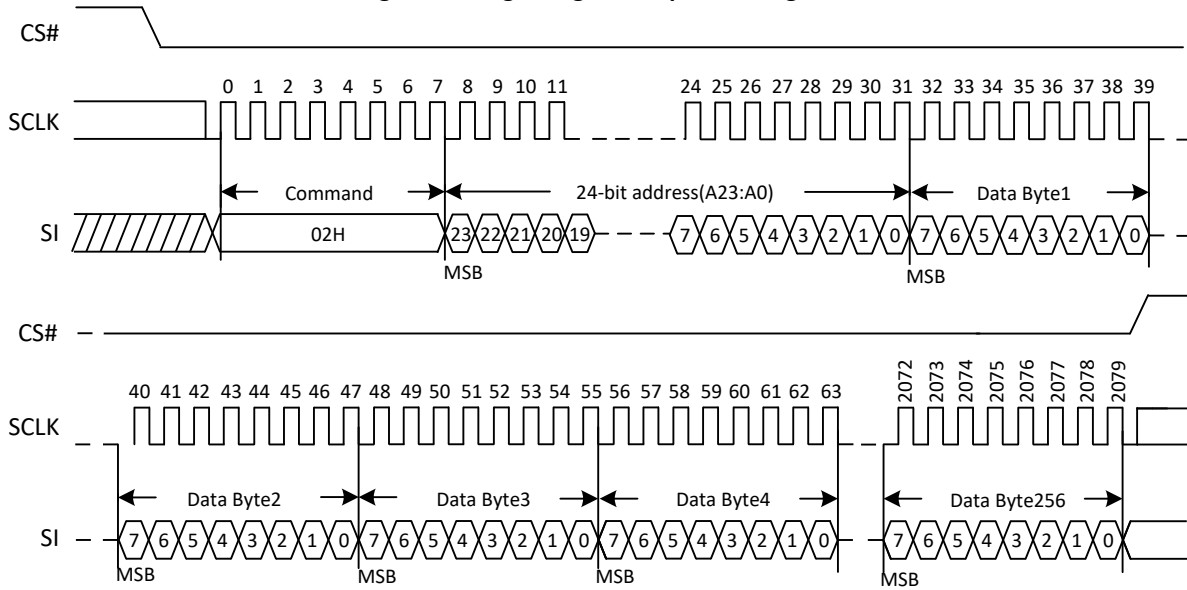 CS#
0 1 2 3 4 5 6 7 8 9 10 11 24 25 26 27 28 29 30 31 32 33 34 35 36 37 38 39
SCLK
Command 24-bit address(A23:A0) Data Byte1
SI 02H 23 22 21 20 19 7 6 5 4 3 2 1 0 7 6 5 4 3 2 1 0
MSB MSB
CS#
40 41 42 43 44 45 46 47 48 49 50 51 52 53 54 55 56 57 58 59 60 61 62 63 2072 2073 2074 2075 2076 2077 2078 2079
SCLK
Data Byte2 Data Byte3 Data Byte4 Data Byte256
SI 7 6 5 4 3 2 1 0 7 6 5 4 3 2 1 0 7 6 5 4 3 2 1 0 7 6 5 4 3 2 1 0
MSB MSB MSB MSB